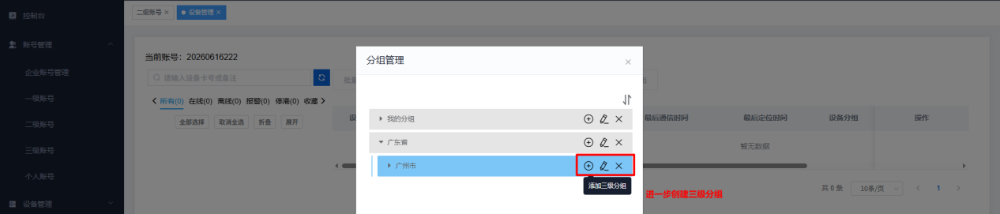 控制台
账号管理
企业账号管理
一级账号
二级账号
三级账号
个人账号
设备管理
二级账号 ×
设备管理 ×
当前账号：20260616222
请输入设备卡号或备注
所有(0) 在线(0) 离线(0) 报警(0) 停港(0) 收藏
全部选择 取消全选 折叠 展开
分组管理
我的分组
广东省
广州市
添加三级分组
进一步创建三级分组
最后通信时间 最后定位时间 设备分组 操作
暂无数据
共 0 条 10条/页 1